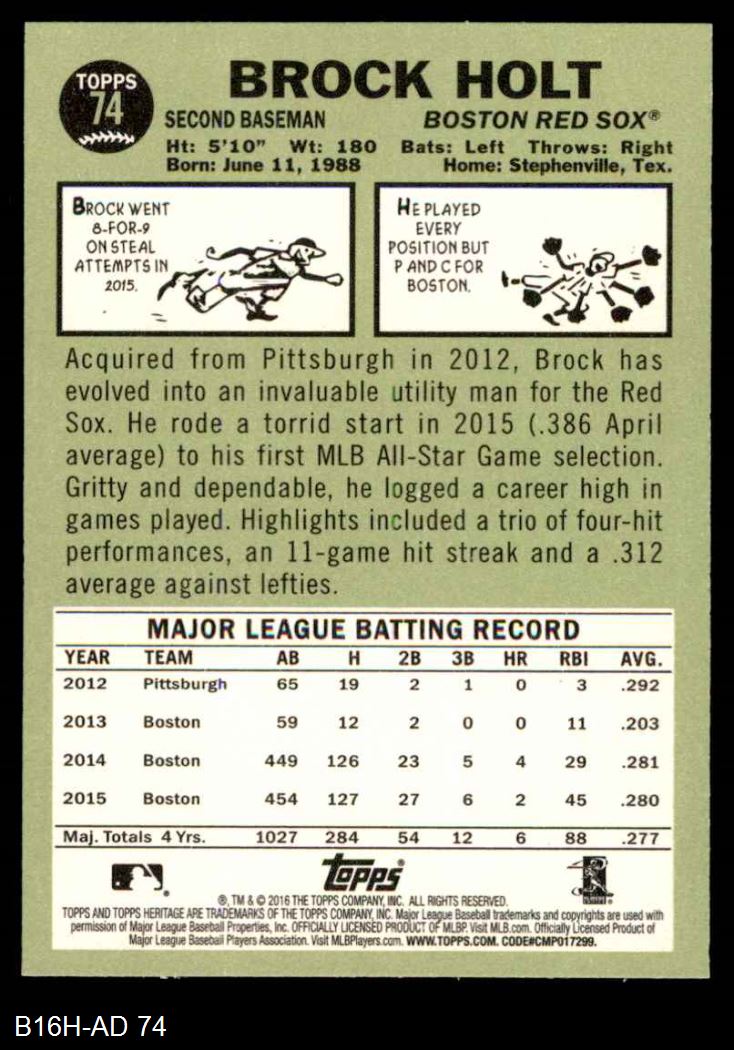 TOPPS
74
BROCK HOLT
SECOND BASEMAN BOSTON RED SOX®
Ht: 5'10" Wt: 180 Bats: Left Throws: Right
Born: June 11, 1988 Home: Stephenville, Tex.
BROCK WENT
8-FOR-9
ON STEAL
ATTEMPTS IN
2015.
HE PLAYED
EVERY
POSITION BUT
P AND C FOR
BOSTON.
Acquired from Pittsburgh in 2012, Brock has
evolved into an invaluable utility man for the Red
Sox. He rode a torrid start in 2015 (.386 April
average) to his first MLB All-Star Game selection.
Gritty and dependable, he logged a career high in
games played. Highlights included a trio of four-hit
performances, an 11-game hit streak and a .312
average against lefties.
MAJOR LEAGUE BATTING RECORD
YEAR TEAM AB H 2B 3B HR RBI AVG.
2012 Pittsburgh 65 19 2 1 0 3 .292
2013 Boston 59 12 2 0 0 11 .203
2014 Boston 449 126 23 5 4 29 .281
2015 Boston 454 127 27 6 2 45 .280
Maj. Totals 4 Yrs. 1027 284 54 12 6 88 .277
Topps®
®, TM & © 2016 THE TOPPS COMPANY, INC. ALL RIGHTS RESERVED.
TOPPS AND TOPPS HERITAGE ARE TRADEMARKS OF THE TOPPS COMPANY, INC. Major League Baseball trademarks and copyrights are used with
permission of Major League Baseball Properties, Inc. OFFICIALLY LICENSED PRODUCT OF MLBP. Visit MLB.com. Officially Licensed Product of
Major League Baseball Players Association. Visit MLBPlayers.com. WWW.TOPPS.COM. CODE#CMP017299.
B16H-AD 74